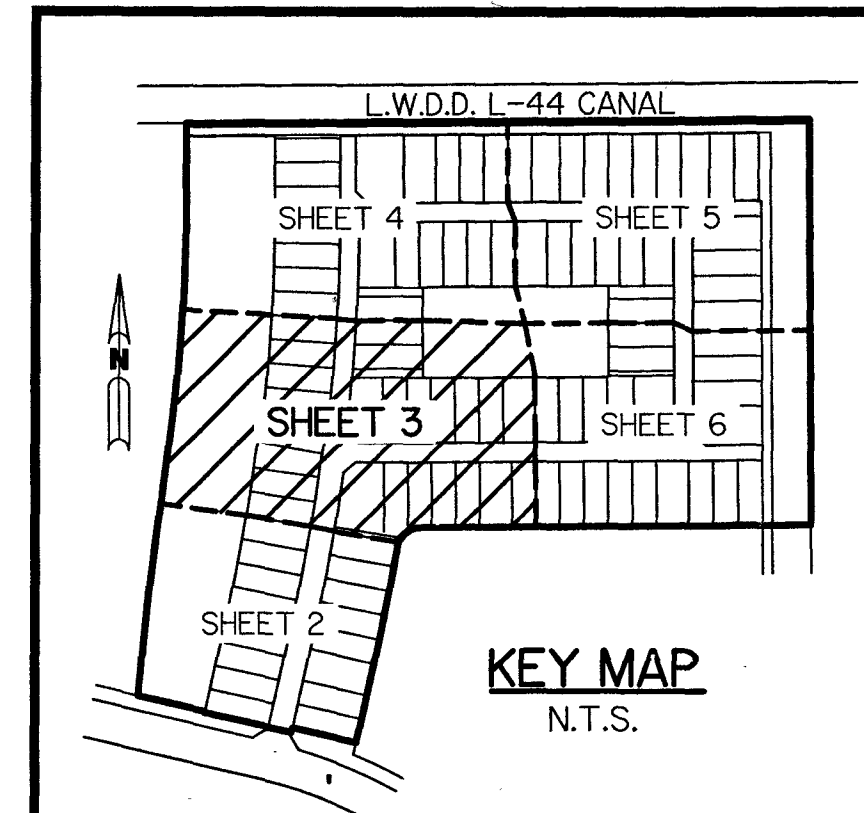 L.W.D.D. L-44 CANAL
SHEET 4
SHEET 5
N
SHEET 3
SHEET 6
SHEET 2
KEY MAP
N.T.S.